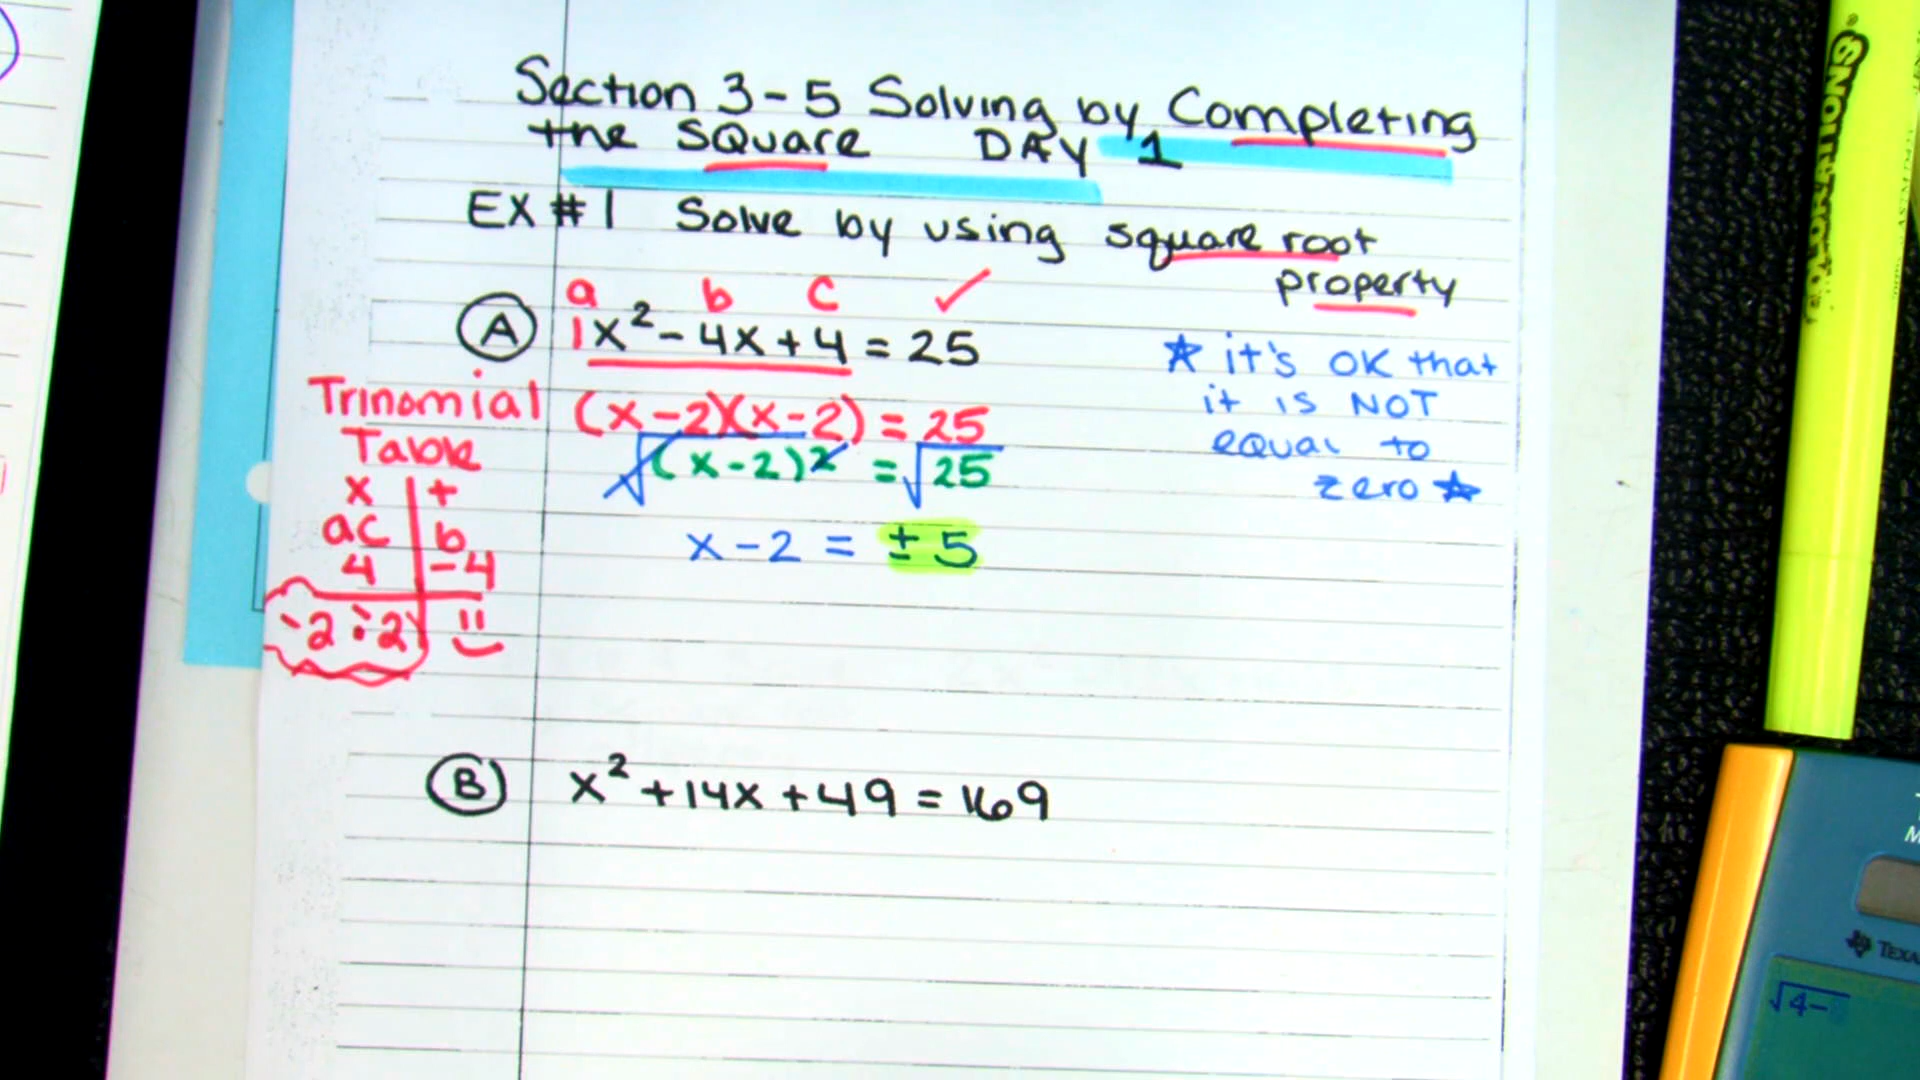 Section 3-5 Solving by Completing
the Square DAY 1
EX #1 Solve by using square root
property
a b c ✓
(A) 1x² - 4x + 4 = 25
★ it's OK that
it is NOT
equal to
zero ★
Trinomial
Table
x | +
ac | b
4 | -4
-2 ; -2
(x-2)(x-2) = 25
√(x-2)² = √25
x - 2 = ± 5
(B) x² + 14x + 49 = 169
√4-